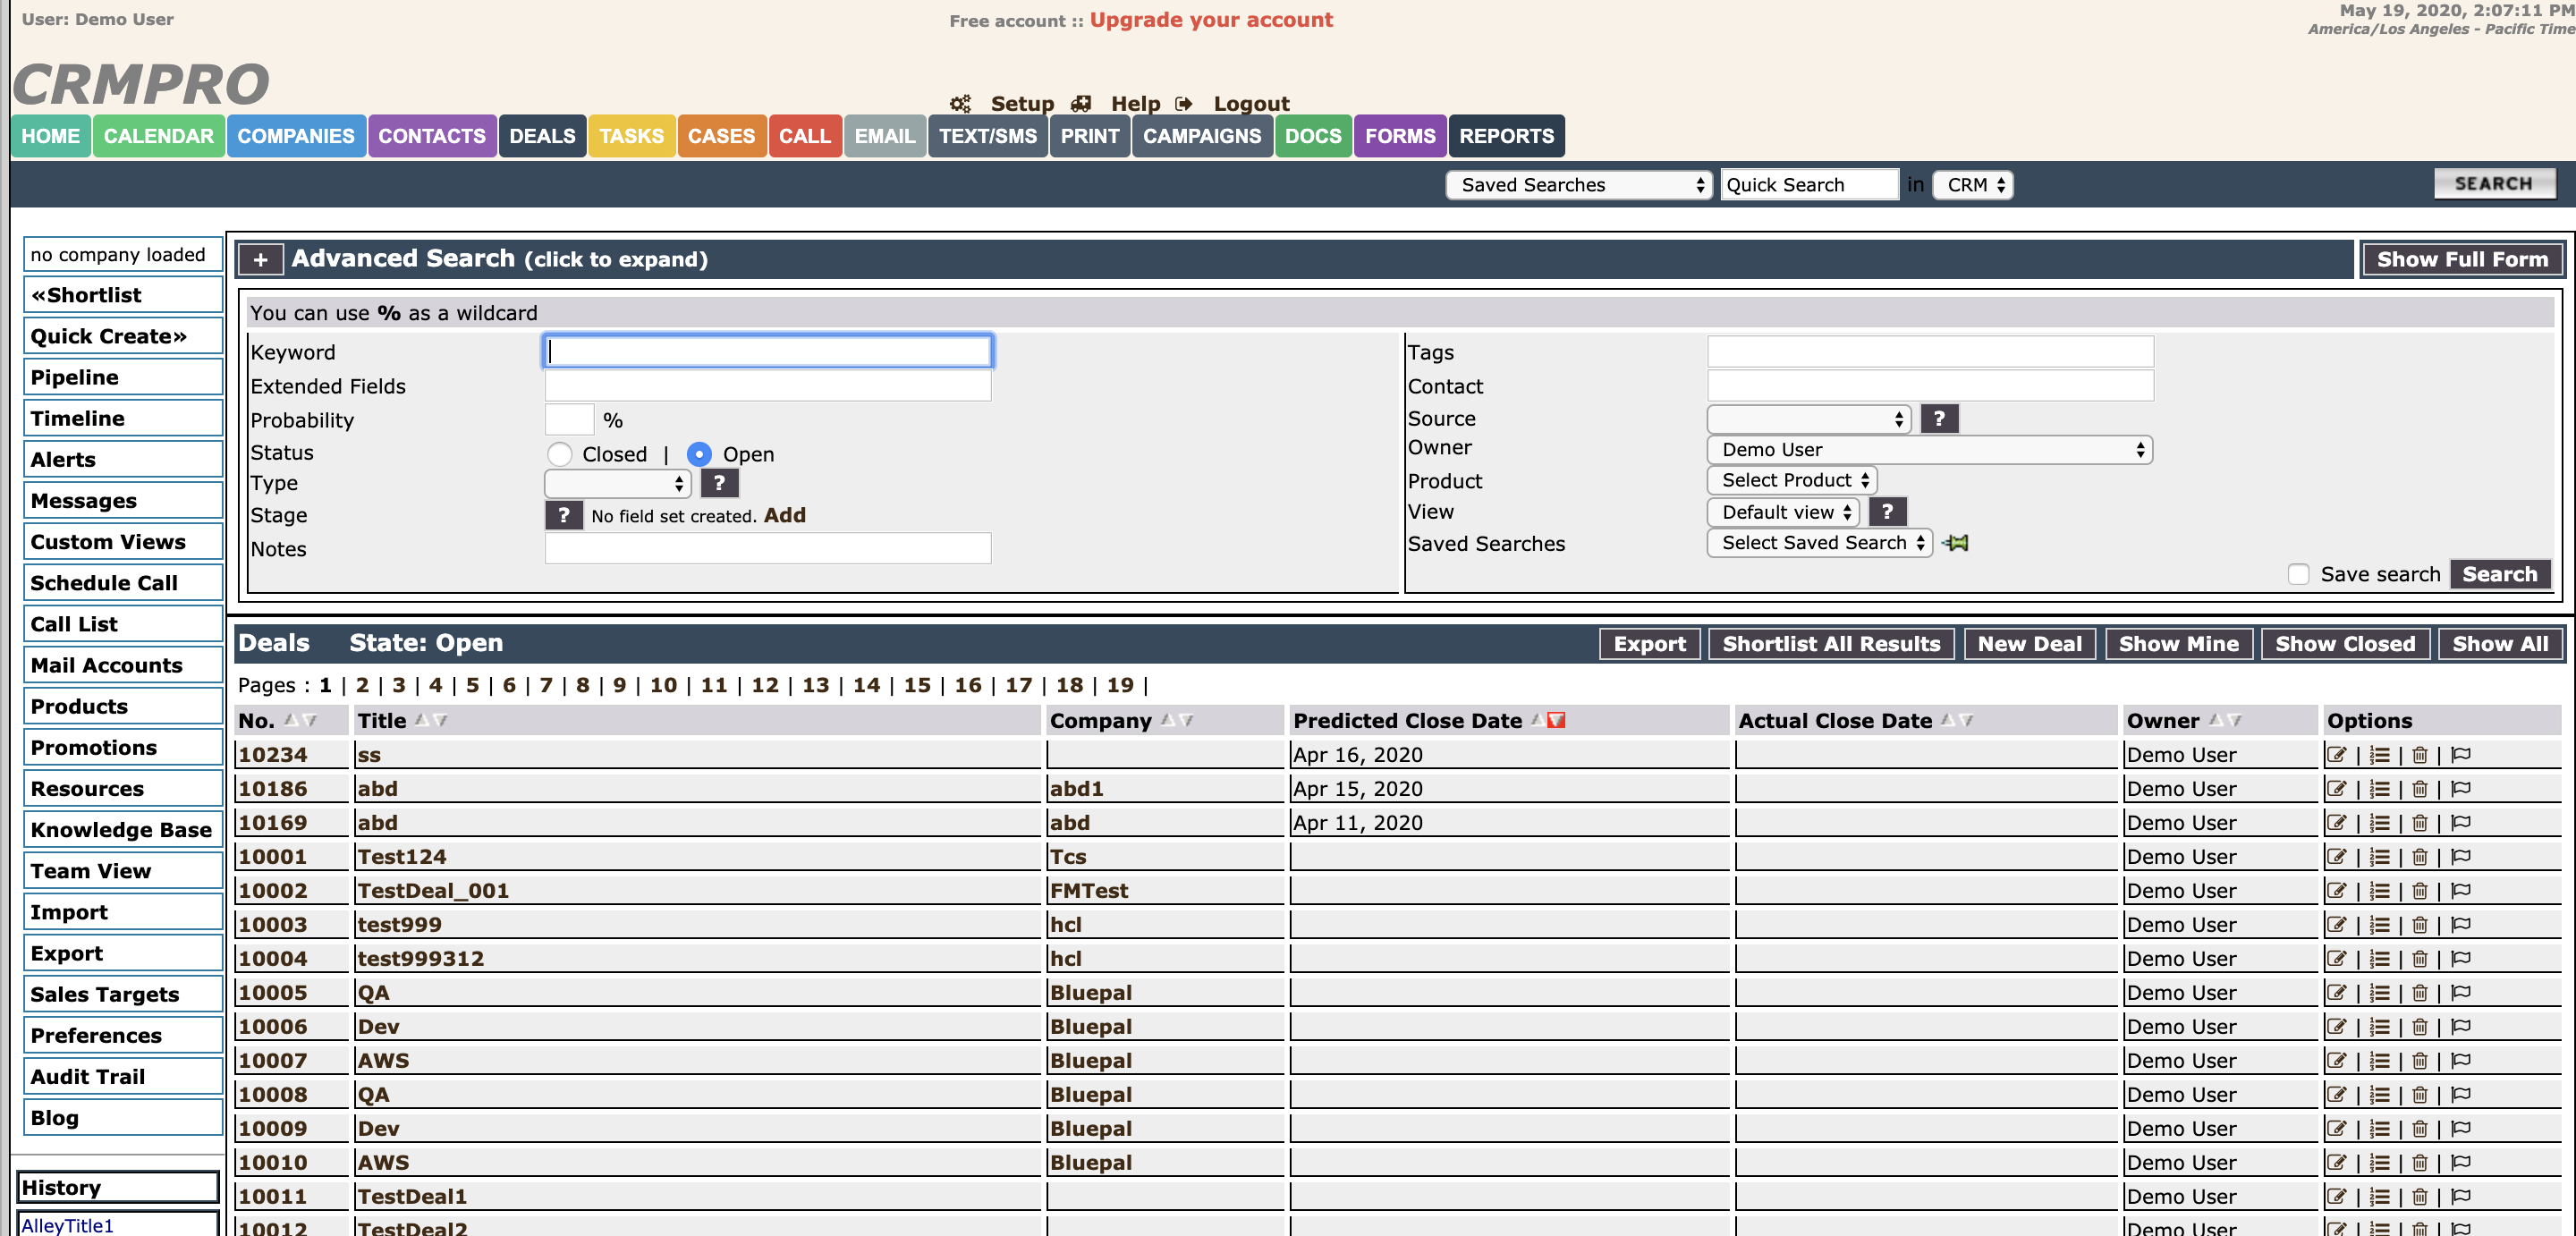 User: Demo User
Free account :: Upgrade your account
May 19, 2020, 2:07:11 PM
America/Los Angeles - Pacific Time
CRMPRO
Setup Help Logout
HOME CALENDAR COMPANIES CONTACTS DEALS TASKS CASES CALL EMAIL TEXT/SMS PRINT CAMPAIGNS DOCS FORMS REPORTS
Saved Searches Quick Search in CRM SEARCH
no company loaded
«Shortlist
Quick Create»
Pipeline
Timeline
Alerts
Messages
Custom Views
Schedule Call
Call List
Mail Accounts
Products
Promotions
Resources
Knowledge Base
Team View
Import
Export
Sales Targets
Preferences
Audit Trail
Blog
History
AlleyTitle1
+ Advanced Search (click to expand) Show Full Form
You can use % as a wildcard
Keyword
Extended Fields
Probability %
Status Closed | Open
Type ?
Stage ? No field set created. Add
Notes
Tags
Contact
Source ?
Owner Demo User
Product Select Product
View Default view ?
Saved Searches Select Saved Search
Save search Search
Deals State: Open Export Shortlist All Results New Deal Show Mine Show Closed Show All
Pages : 1 | 2 | 3 | 4 | 5 | 6 | 7 | 8 | 9 | 10 | 11 | 12 | 13 | 14 | 15 | 16 | 17 | 18 | 19 |
No. Title Company Predicted Close Date Actual Close Date Owner Options
10234 ss Apr 16, 2020 Demo User | | |
10186 abd abd1 Apr 15, 2020 Demo User | | |
10169 abd abd Apr 11, 2020 Demo User | | |
10001 Test124 Tcs Demo User | | |
10002 TestDeal_001 FMTest Demo User | | |
10003 test999 hcl Demo User | | |
10004 test999312 hcl Demo User | | |
10005 QA Bluepal Demo User | | |
10006 Dev Bluepal Demo User | | |
10007 AWS Bluepal Demo User | | |
10008 QA Bluepal Demo User | | |
10009 Dev Bluepal Demo User | | |
10010 AWS Bluepal Demo User | | |
10011 TestDeal1 Demo User | | |
10012 TestDeal2 Demo User | | |